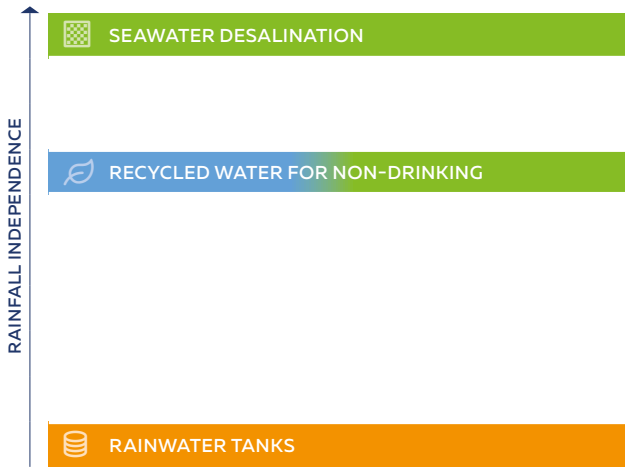 SEAWATER DESALINATION
RECYCLED WATER FOR NON-DRINKING
RAINWATER TANKS
RAINFALL INDEPENDENCE